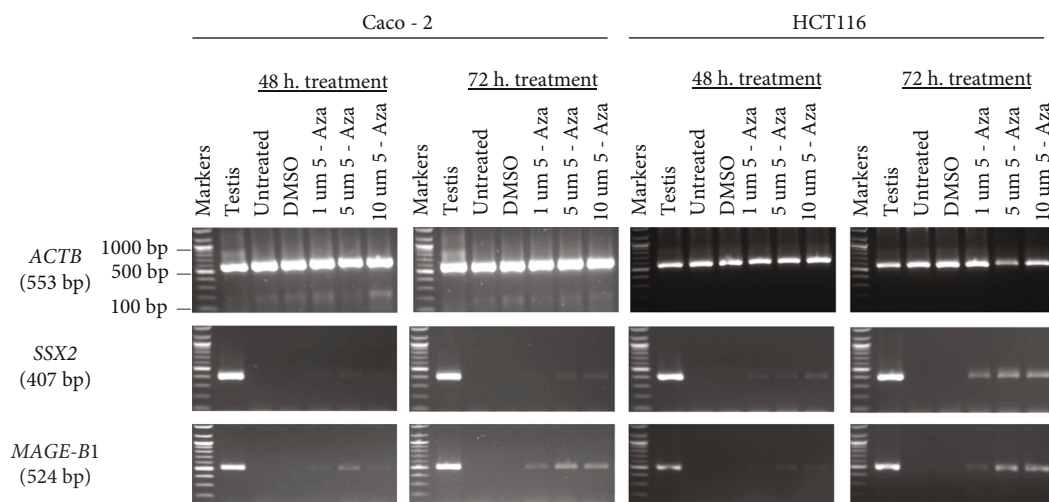 Caco - 2
HCT116
48 h. treatment
72 h. treatment
48 h. treatment
72 h. treatment
Markers
Testis
Untreated
DMSO
1 um 5 - Aza
5 um 5 - Aza
10 um 5 - Aza
Markers
Testis
Untreated
DMSO
1 um 5 - Aza
5 um 5 - Aza
10 um 5 - Aza
Markers
Testis
Untreated
DMSO
1 um 5 - Aza
5 um 5 - Aza
10 um 5 - Aza
Markers
Testis
Untreated
DMSO
1 um 5 - Aza
5 um 5 - Aza
10 um 5 - Aza
ACTB
(553 bp)
1000 bp
500 bp
100 bp
SSX2
(407 bp)
MAGE-B1
(524 bp)